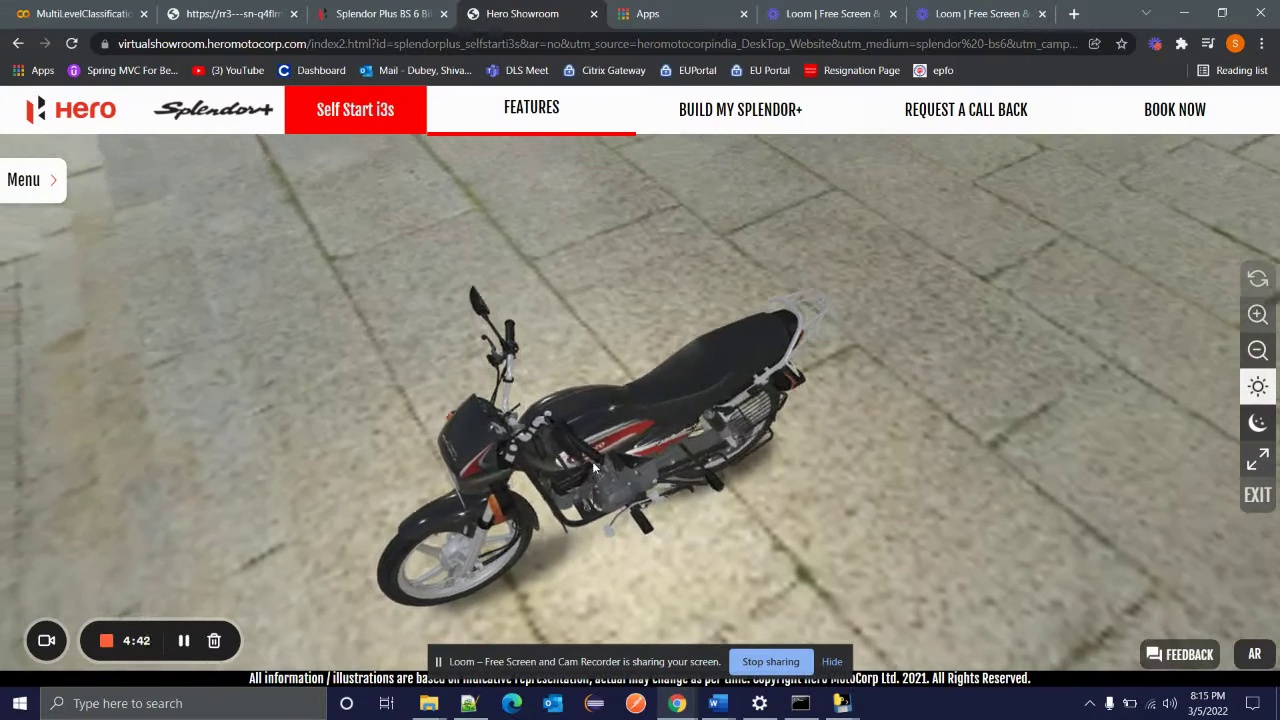 MultiLevelClassificatio
https://rr3---sn-q4flrn
Splendor Plus BS 6 Bi
Hero Showroom
Apps
Loom | Free Screen &
Loom | Free Screen &
virtualshowroom.heromotocorp.com/index2.html?id=splendorplus_selfstarti3s&at=no&utm_source=heromotocorpindia_DeskTop_Website&utm_medium=splendor%20-bs6&utm_camp...
S
Apps
Spring MVC For Be...
(3) YouTube
Dashboard
Mail - Dubey, Shiva...
DLS Meet
Citrix Gateway
EUPortal
EU Portal
Resignation Page
epfo
Reading list
Hero
Splendor+
Self Start i3s
FEATURES
BUILD MY SPLENDOR+
REQUEST A CALL BACK
BOOK NOW
Menu
EXIT
4:42
Loom – Free Screen and Cam Recorder is sharing your screen.
Stop sharing
Hide
FEEDBACK
AR
All information / illustrations are based on indicative representation, actual may change as per time. Copyright Hero MotoCorp Ltd. 2021. All Rights Reserved.
Type here to search
8:15 PM
3/5/2022